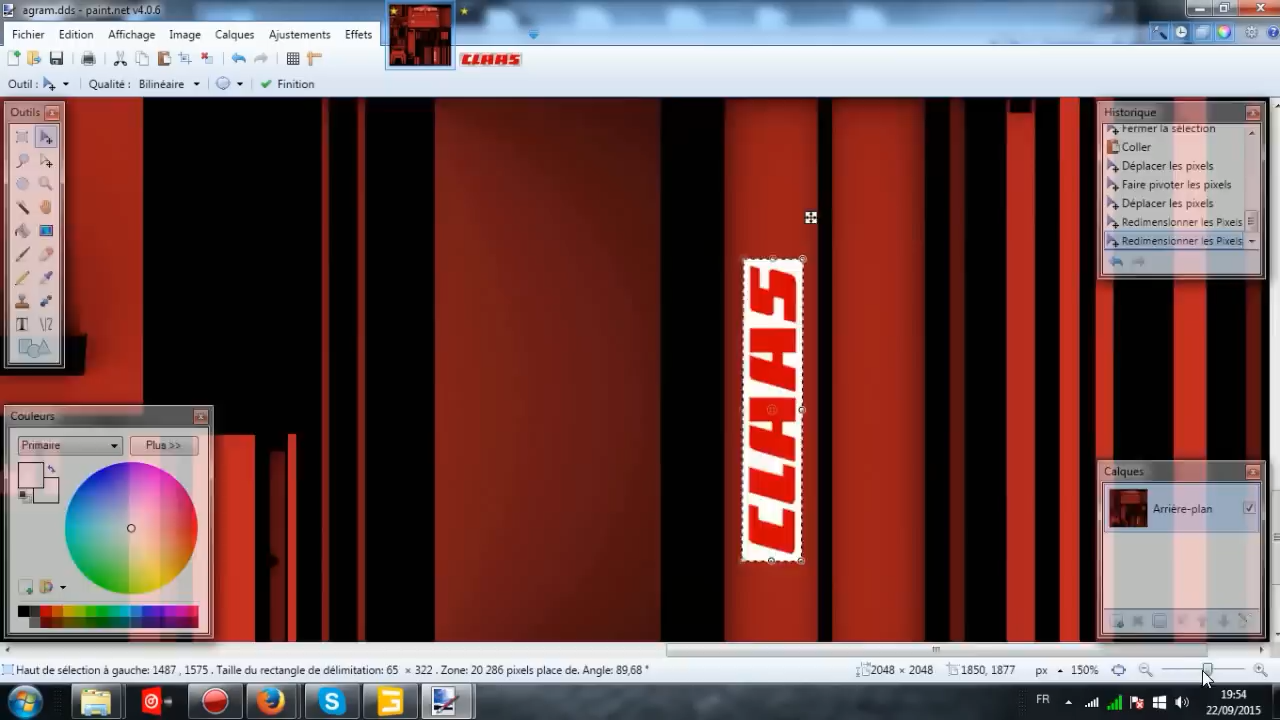 agram.dds - paint.net v4.0.6
Fichier Edition Affichage Image Calques Ajustements Effets
CLAAS
Outil : Qualité : Bilinéaire Finition
Outils
Historique
Fermer la sélection
Coller
Déplacer les pixels
Faire pivoter les pixels
Déplacer les pixels
Redimensionner les Pixels
Redimensionner les Pixels
CLAAS
Couleurs
Primaire Plus >>
Calques
Arrière-plan
Haut de sélection à gauche: 1487 , 1575. Taille du rectangle de délimitation: 65 × 322 . Zone: 20 286 pixels place de. Angle: 89,68 ° 2048 × 2048 1850, 1877 px 150%
FR 19:54
22/09/2015